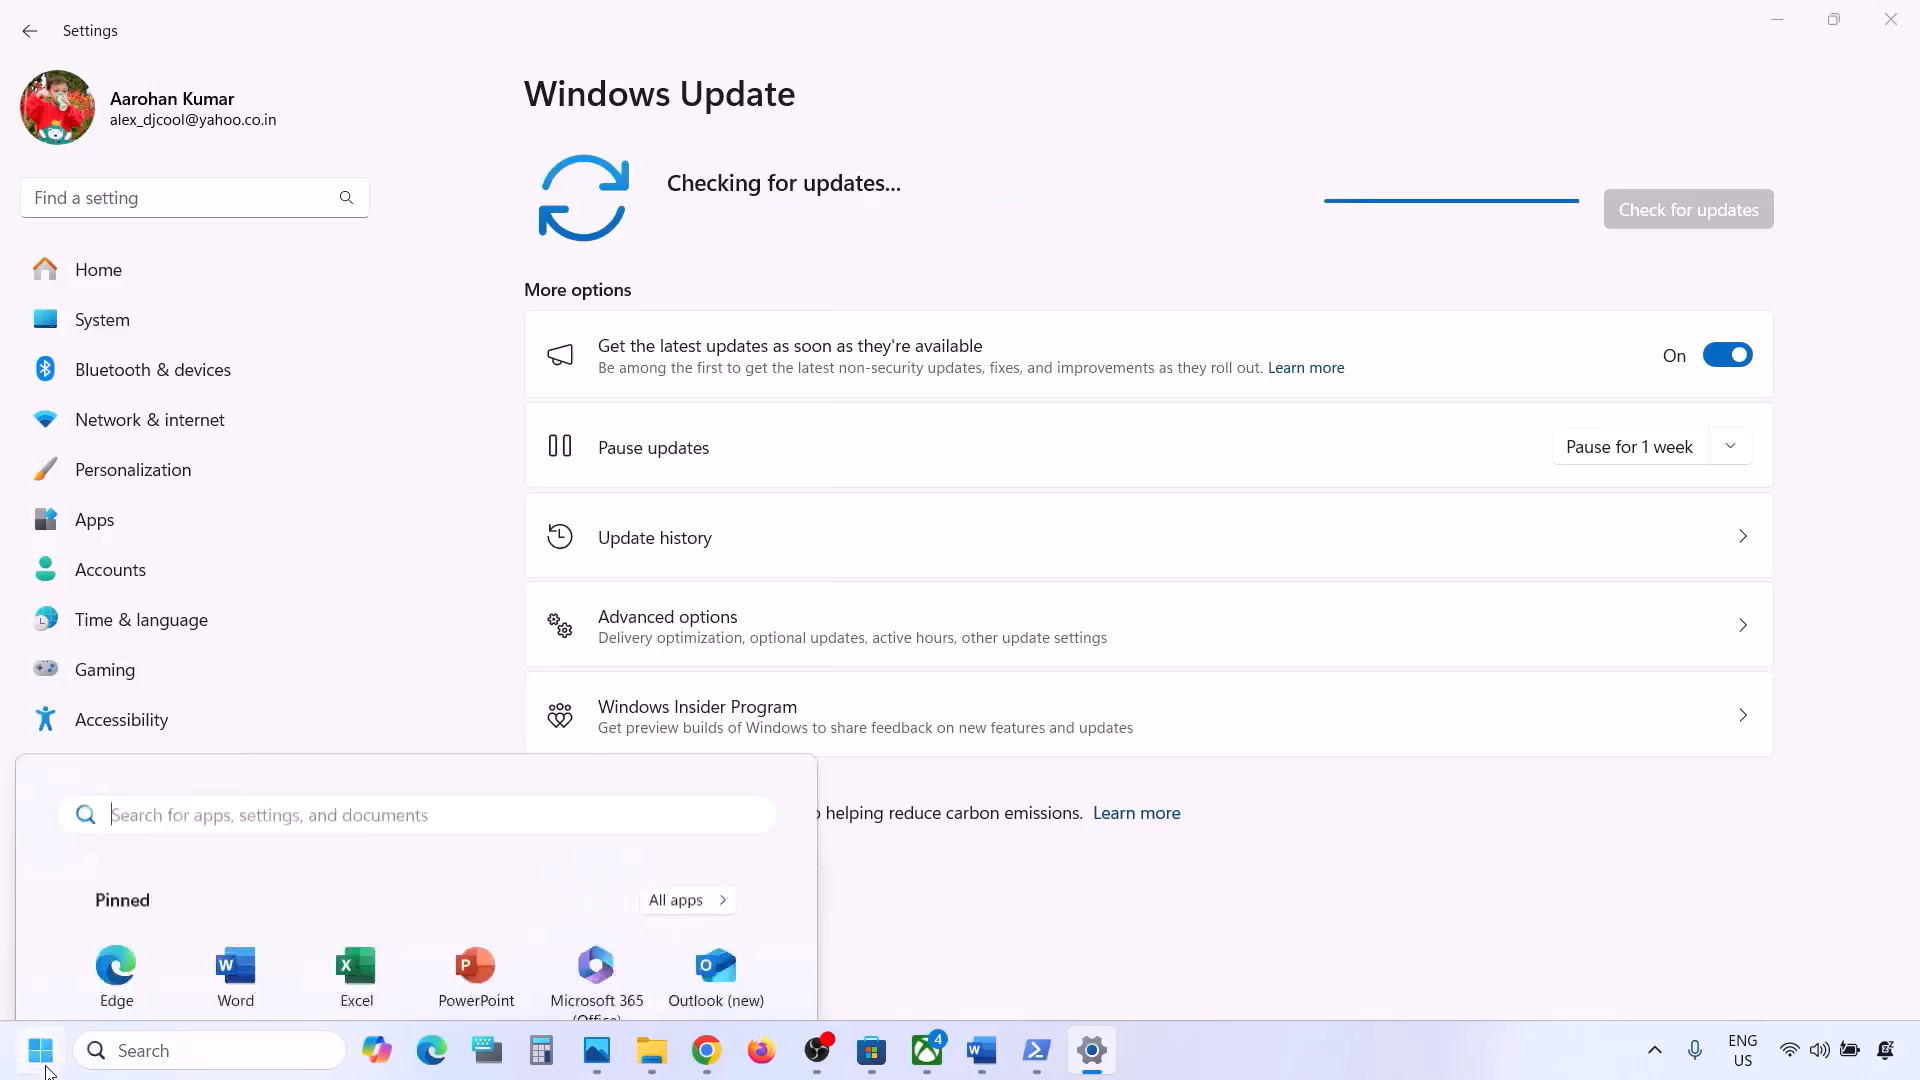 Settings
Aarohan Kumar
alex_djcool@yahoo.co.in
Find a setting
Home
System
Bluetooth & devices
Network & internet
Personalization
Apps
Accounts
Time & language
Gaming
Accessibility
Windows Update
Checking for updates...
Check for updates
More options
Get the latest updates as soon as they're available
Be among the first to get the latest non-security updates, fixes, and improvements as they roll out. Learn more
On
Pause updates
Pause for 1 week
Update history
Advanced options
Delivery optimization, optional updates, active hours, other update settings
Windows Insider Program
Get preview builds of Windows to share feedback on new features and updates
helping reduce carbon emissions. Learn more
Search for apps, settings, and documents
Pinned
All apps
Edge
Word
Excel
PowerPoint
Microsoft 365
(Office)
Outlook (new)
Search
4
ENG
US